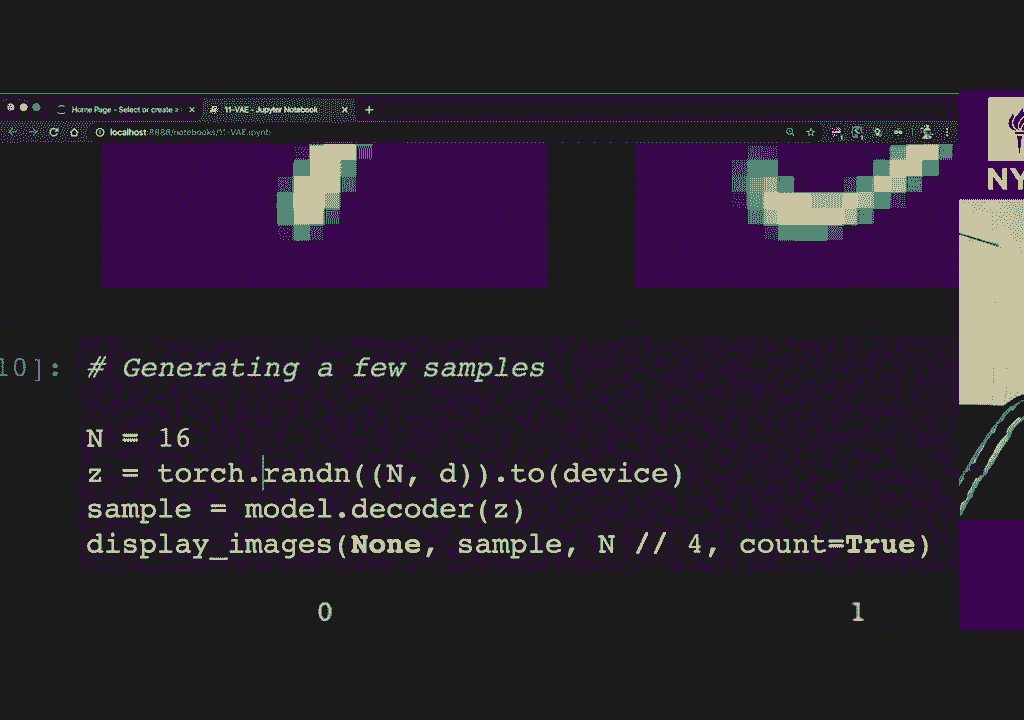 Home Page - Select or create a
11-VAE - Jupyter Notebook
localhost:8888/notebooks/11-VAE.ipynb
NY
10]:
# Generating a few samples
N = 16
z = torch.randn((N, d)).to(device)
sample = model.decoder(z)
display_images(None, sample, N // 4, count=True)
0 1